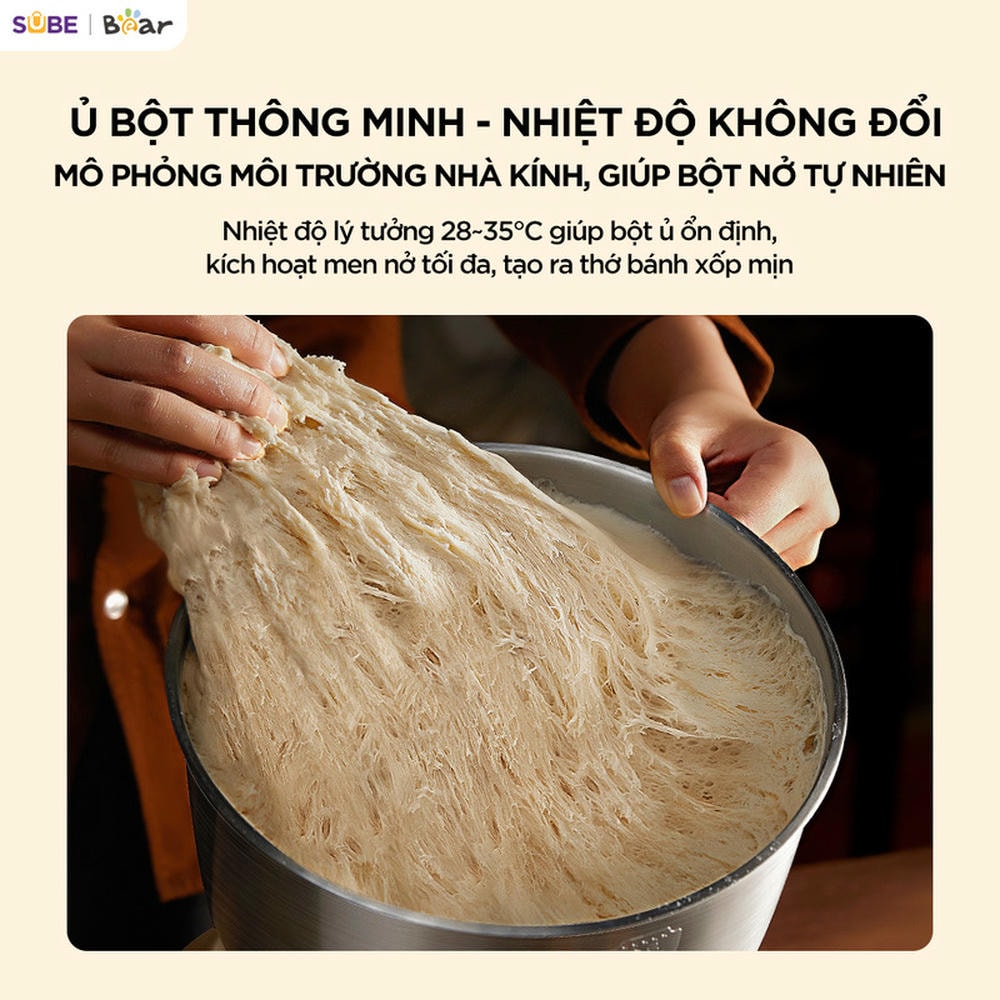 SUBE | Bear
Ủ BỘT THÔNG MINH - NHIỆT ĐỘ KHÔNG ĐỔI
MÔ PHỎNG MÔI TRƯỜNG NHÀ KÍNH, GIÚP BỘT NỞ TỰ NHIÊN
Nhiệt độ lý tưởng 28~35°C giúp bột ủ ổn định,
kích hoạt men nở tối đa, tạo ra thớ bánh xốp mịn